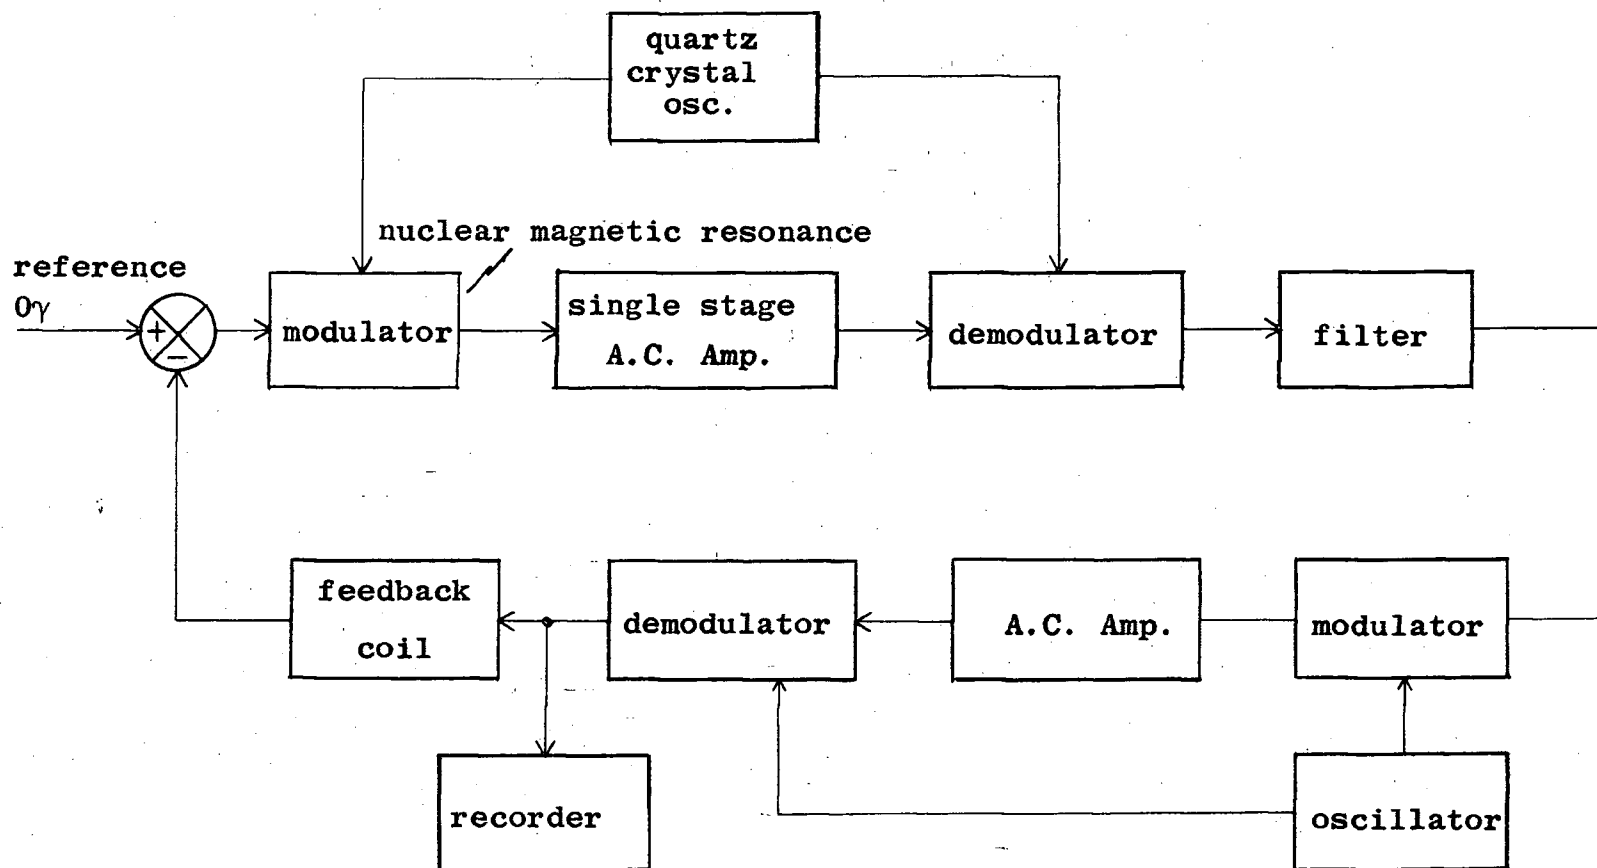 quartz
crystal
osc.
nuclear magnetic resonance
reference
0γ
+
−
modulator
single stage
A.C. Amp.
demodulator
filter
feedback
coil
demodulator
A.C. Amp.
modulator
recorder
oscillator